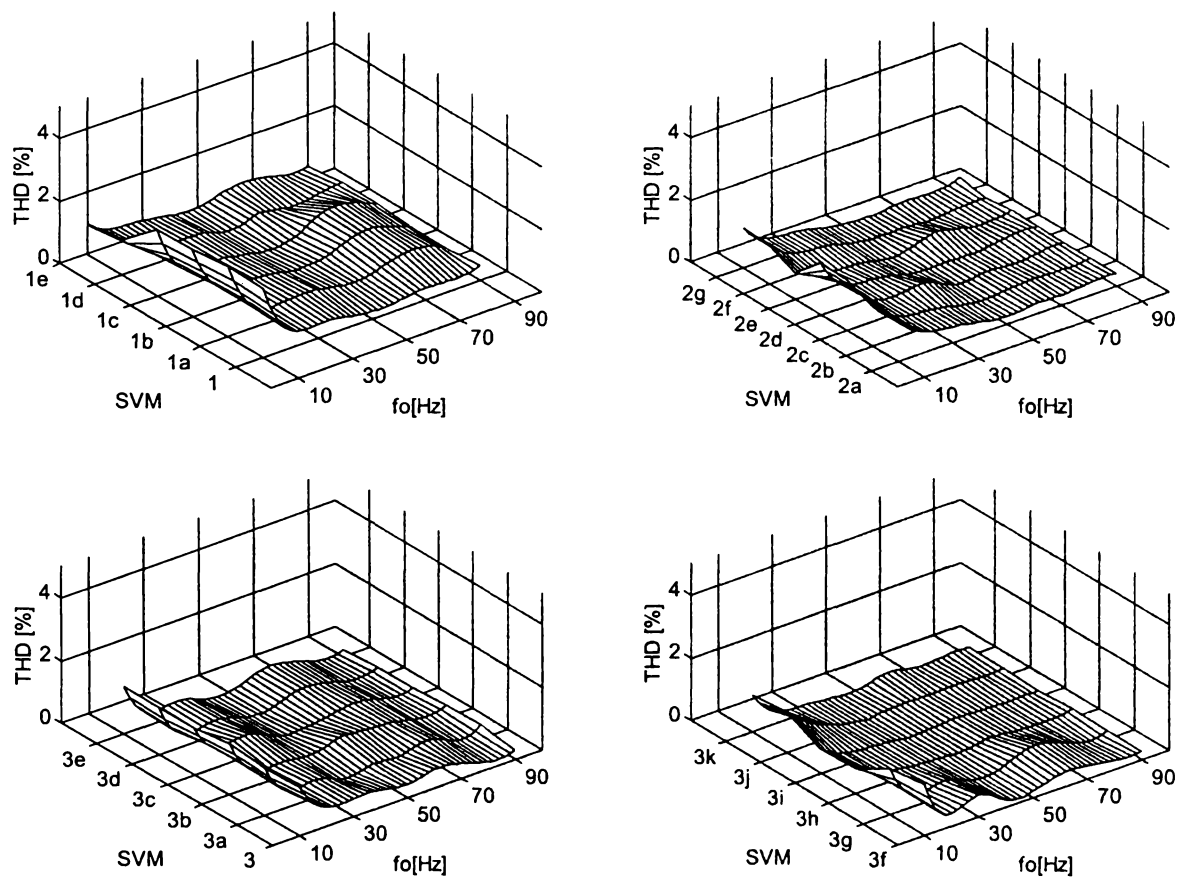 4
2
0
THD [%]
1e
1d
1c
1b
1a
1
SVM
10
30
50
70
90
fo[Hz]
4
2
0
THD [%]
2g
2f
2e
2d
2c
2b
2a
SVM
10
30
50
70
90
fo[Hz]
4
2
0
THD [%]
3e
3d
3c
3b
3a
3
SVM
10
30
50
70
90
fo[Hz]
4
2
0
THD [%]
3k
3j
3i
3h
3g
3f
SVM
10
30
50
70
90
fo[Hz]